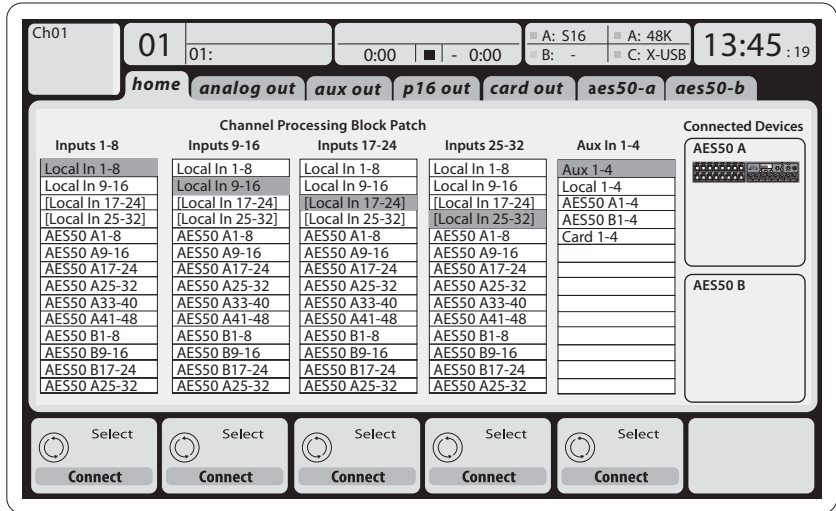 Ch01
01
01:
0:00 - 0:00
A: S16 A: 48K
B: - C: X-USB
13:45 :19
home analog out aux out p16 out card out aes50-a aes50-b
Channel Processing Block Patch
Connected Devices
Inputs 1-8 Inputs 9-16 Inputs 17-24 Inputs 25-32 Aux In 1-4
Local In 1-8 Local In 1-8 Local In 1-8 Local In 1-8 Aux 1-4
Local In 9-16 Local In 9-16 Local In 9-16 Local In 9-16 Local 1-4
[Local In 17-24] [Local In 17-24] [Local In 17-24] [Local In 17-24] AES50 A1-4
[Local In 25-32] [Local In 25-32] [Local In 25-32] [Local In 25-32] AES50 B1-4
AES50 A1-8 AES50 A1-8 AES50 A1-8 AES50 A1-8 Card 1-4
AES50 A9-16 AES50 A9-16 AES50 A9-16 AES50 A9-16
AES50 A17-24 AES50 A17-24 AES50 A17-24 AES50 A17-24
AES50 A25-32 AES50 A25-32 AES50 A25-32 AES50 A25-32
AES50 A33-40 AES50 A33-40 AES50 A33-40 AES50 A33-40
AES50 A41-48 AES50 A41-48 AES50 A41-48 AES50 A41-48
AES50 B1-8 AES50 B1-8 AES50 B1-8 AES50 B1-8
AES50 B9-16 AES50 B9-16 AES50 B9-16 AES50 B9-16
AES50 B17-24 AES50 B17-24 AES50 B17-24 AES50 B17-24
AES50 A25-32 AES50 A25-32 AES50 A25-32 AES50 A25-32
AES50 A
AES50 B
Select Select Select Select Select
Connect Connect Connect Connect Connect